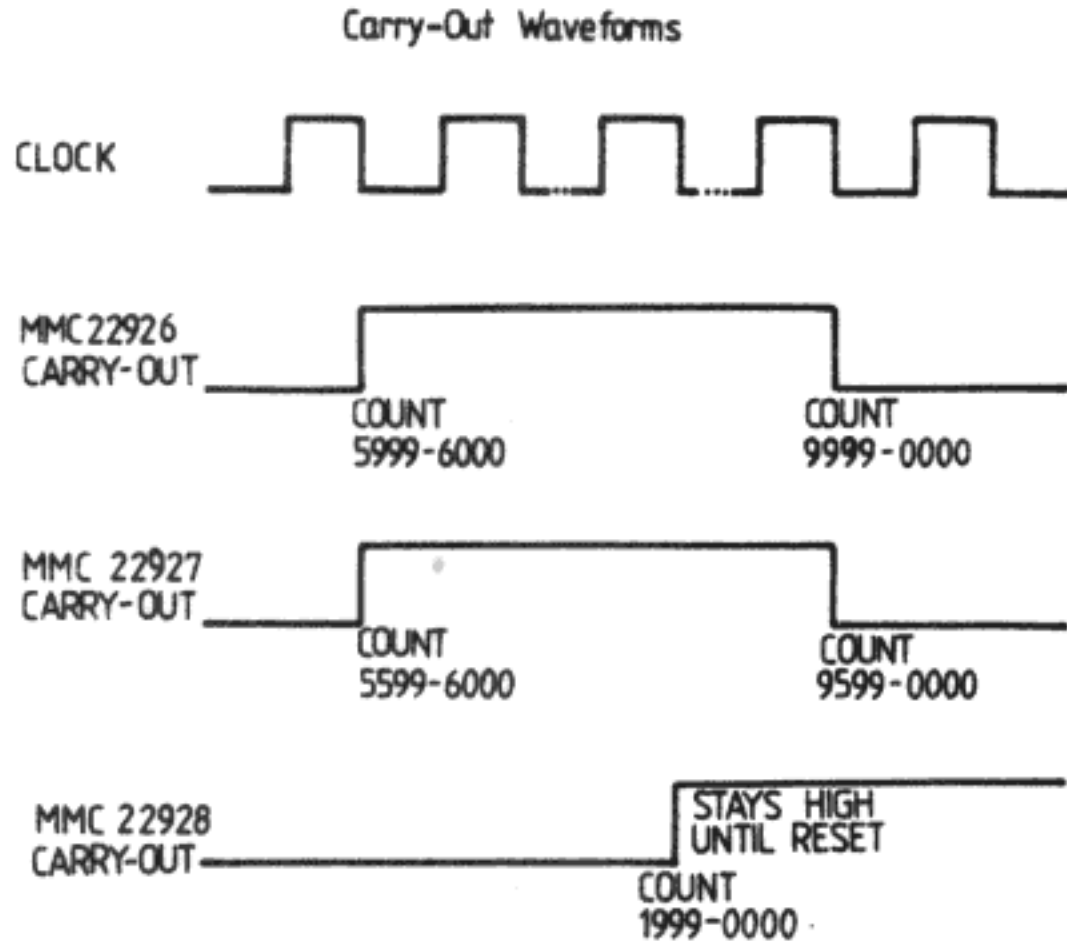 Carry-Out Waveforms
CLOCK
MMC22926
CARRY-OUT
COUNT
5999-6000
COUNT
9999-0000
MMC 22927
CARRY-OUT
COUNT
5599-6000
COUNT
9599-0000
MMC 22928
CARRY-OUT
STAYS HIGH
UNTIL RESET
COUNT
1999-0000